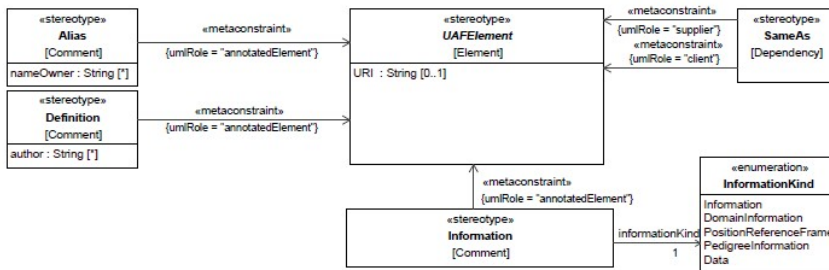 «stereotype»
Alias
[Comment]
nameOwner : String [*]
«metaconstraint»
{umlRole = "annotatedElement"}
«stereotype»
UAFElement
[Element]
URI : String [0..1]
«metaconstraint»
{umlRole = "supplier"}
«metaconstraint»
{umlRole = "client"}
«stereotype»
SameAs
[Dependency]
«stereotype»
Definition
[Comment]
author : String [*]
«metaconstraint»
{umlRole = "annotatedElement"}
«metaconstraint»
{umlRole = "annotatedElement"}
«stereotype»
Information
[Comment]
informationKind
1
«enumeration»
InformationKind
Information
DomainInformation
PositionReferenceFrame
PedigreeInformation
Data